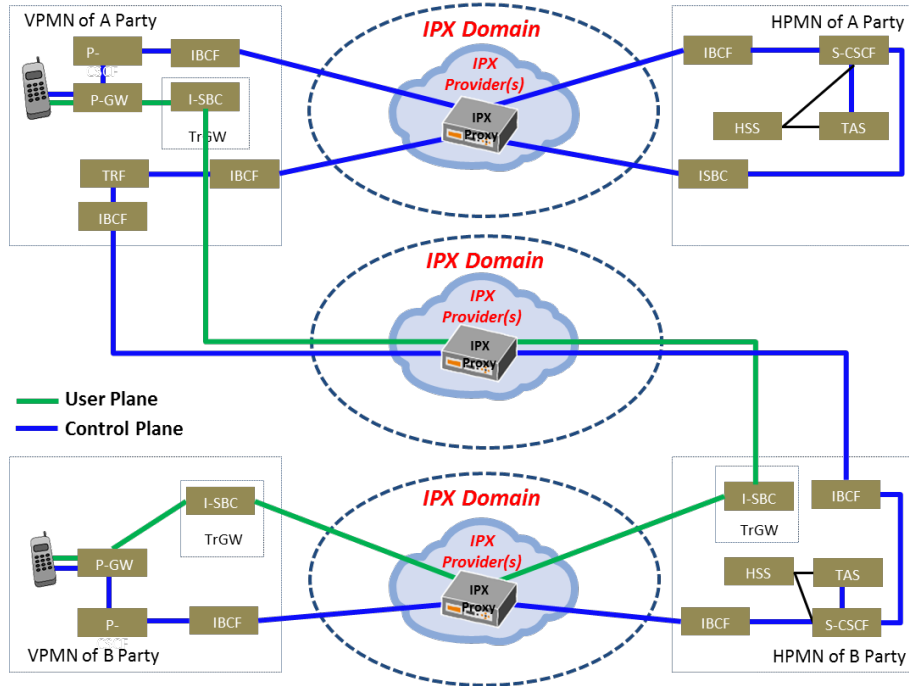 VPMN of A Party
IPX Domain
HPMN of A Party
P-
CSCF
IBCF
IPX
Provider(s)
IBCF
S-CSCF
P-GW
I-SBC
TrGW
IPX
Proxy
HSS
TAS
TRF
IBCF
ISBC
IBCF
IPX Domain
IPX
Provider(s)
IPX
Proxy
User Plane
Control Plane
VPMN of B Party
IPX Domain
HPMN of B Party
I-SBC
TrGW
IPX
Provider(s)
I-SBC
TrGW
IBCF
P-GW
IPX
Proxy
HSS
TAS
P-
CSCF
IBCF
IBCF
S-CSCF